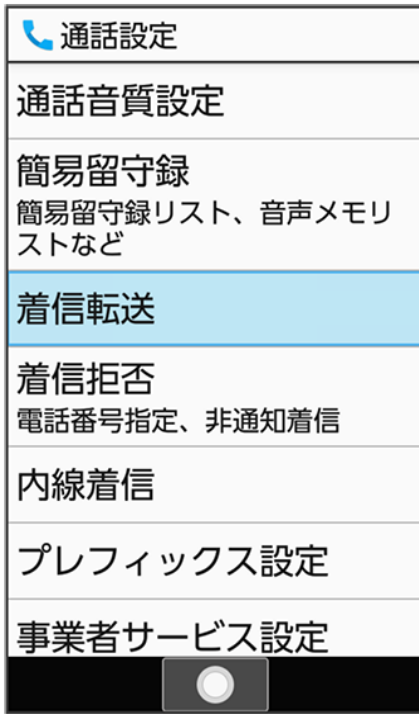 通話設定
通話音質設定
簡易留守録
簡易留守録リスト、音声メモリ
ストなど
着信転送
着信拒否
電話番号指定、非通知着信
内線着信
プレフィックス設定
事業者サービス設定